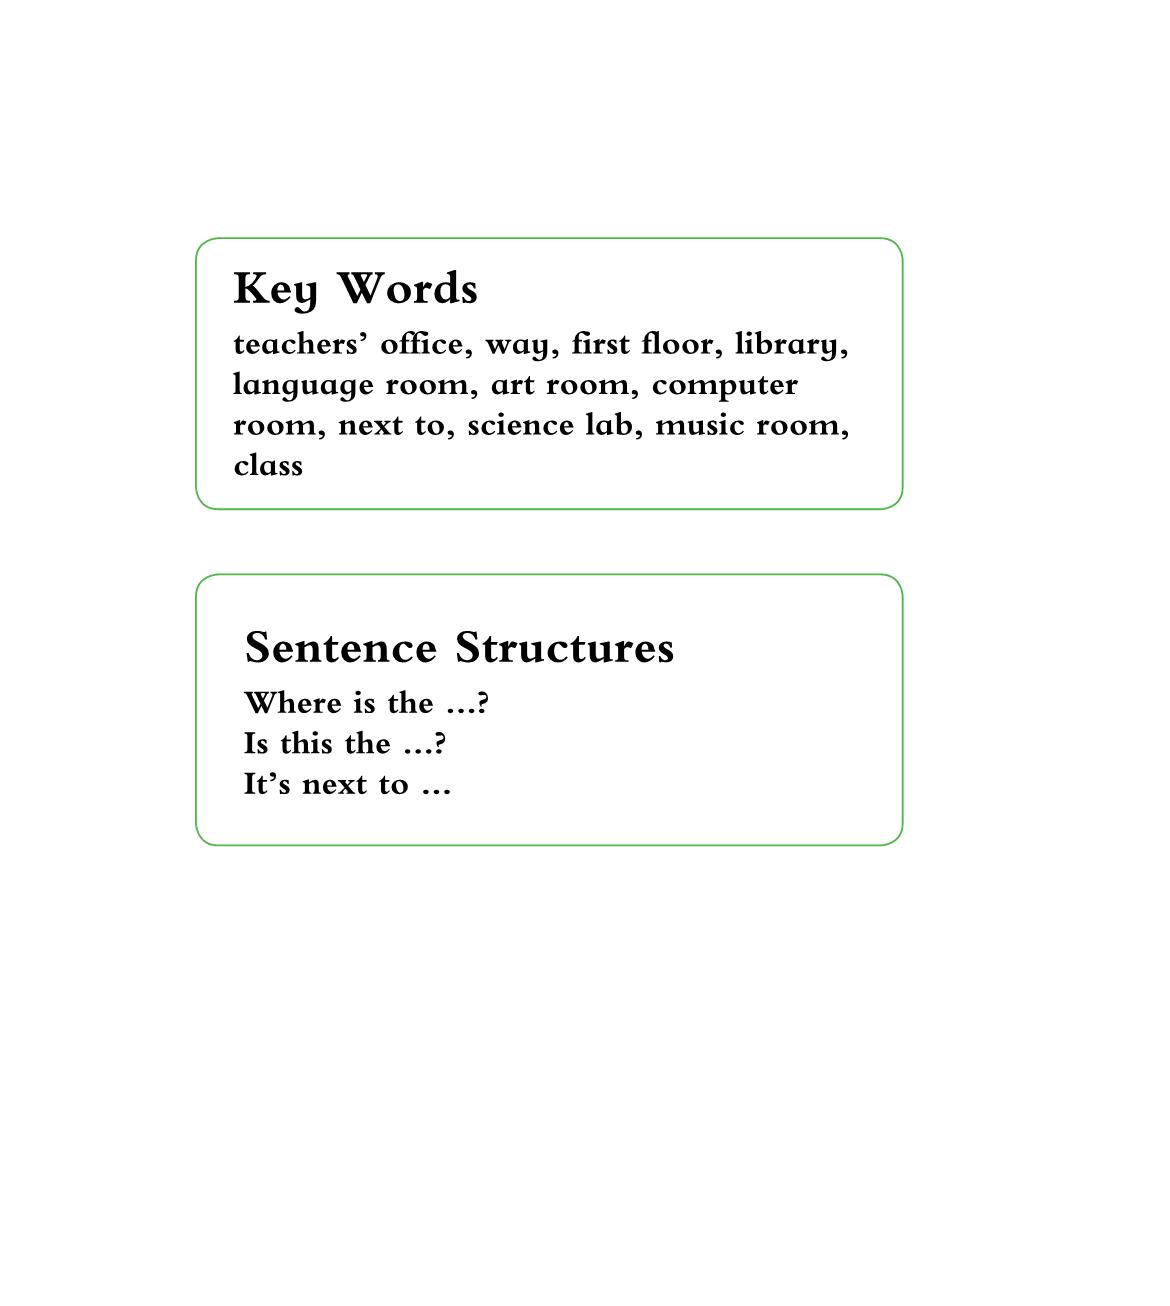 Key Words
teachers’ office, way, first floor, library,
language room, art room, computer
room, next to, science lab, music room,
class
Sentence Structures
Where is the ...?
Is this the ...?
It’s next to ...